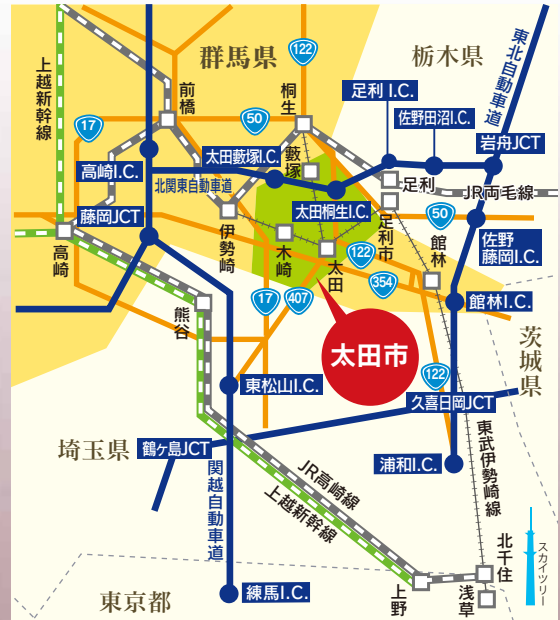 群馬県
栃木県
122
上越新幹線
前橋
桐生
足利I.C.
佐野田沼I.C.
東北自動車道
17
50
岩舟JCT
高崎I.C.
太田藪塚I.C.
藪塚
北関東自動車道
足利
JR両毛線
藤岡JCT
太田桐生I.C.
50
高崎
伊勢崎
木崎
太田
122
足利市
館林
佐野
藤岡I.C.
354
17
407
館林I.C.
熊谷
太田市
茨城県
122
東松山I.C.
久喜日岡JCT
埼玉県
鶴ヶ島JCT
関越自動車道
JR高崎線
上越新幹線
浦和I.C.
東武伊勢崎線
北千住
スカイツリー
東京都
練馬I.C.
上野
浅草